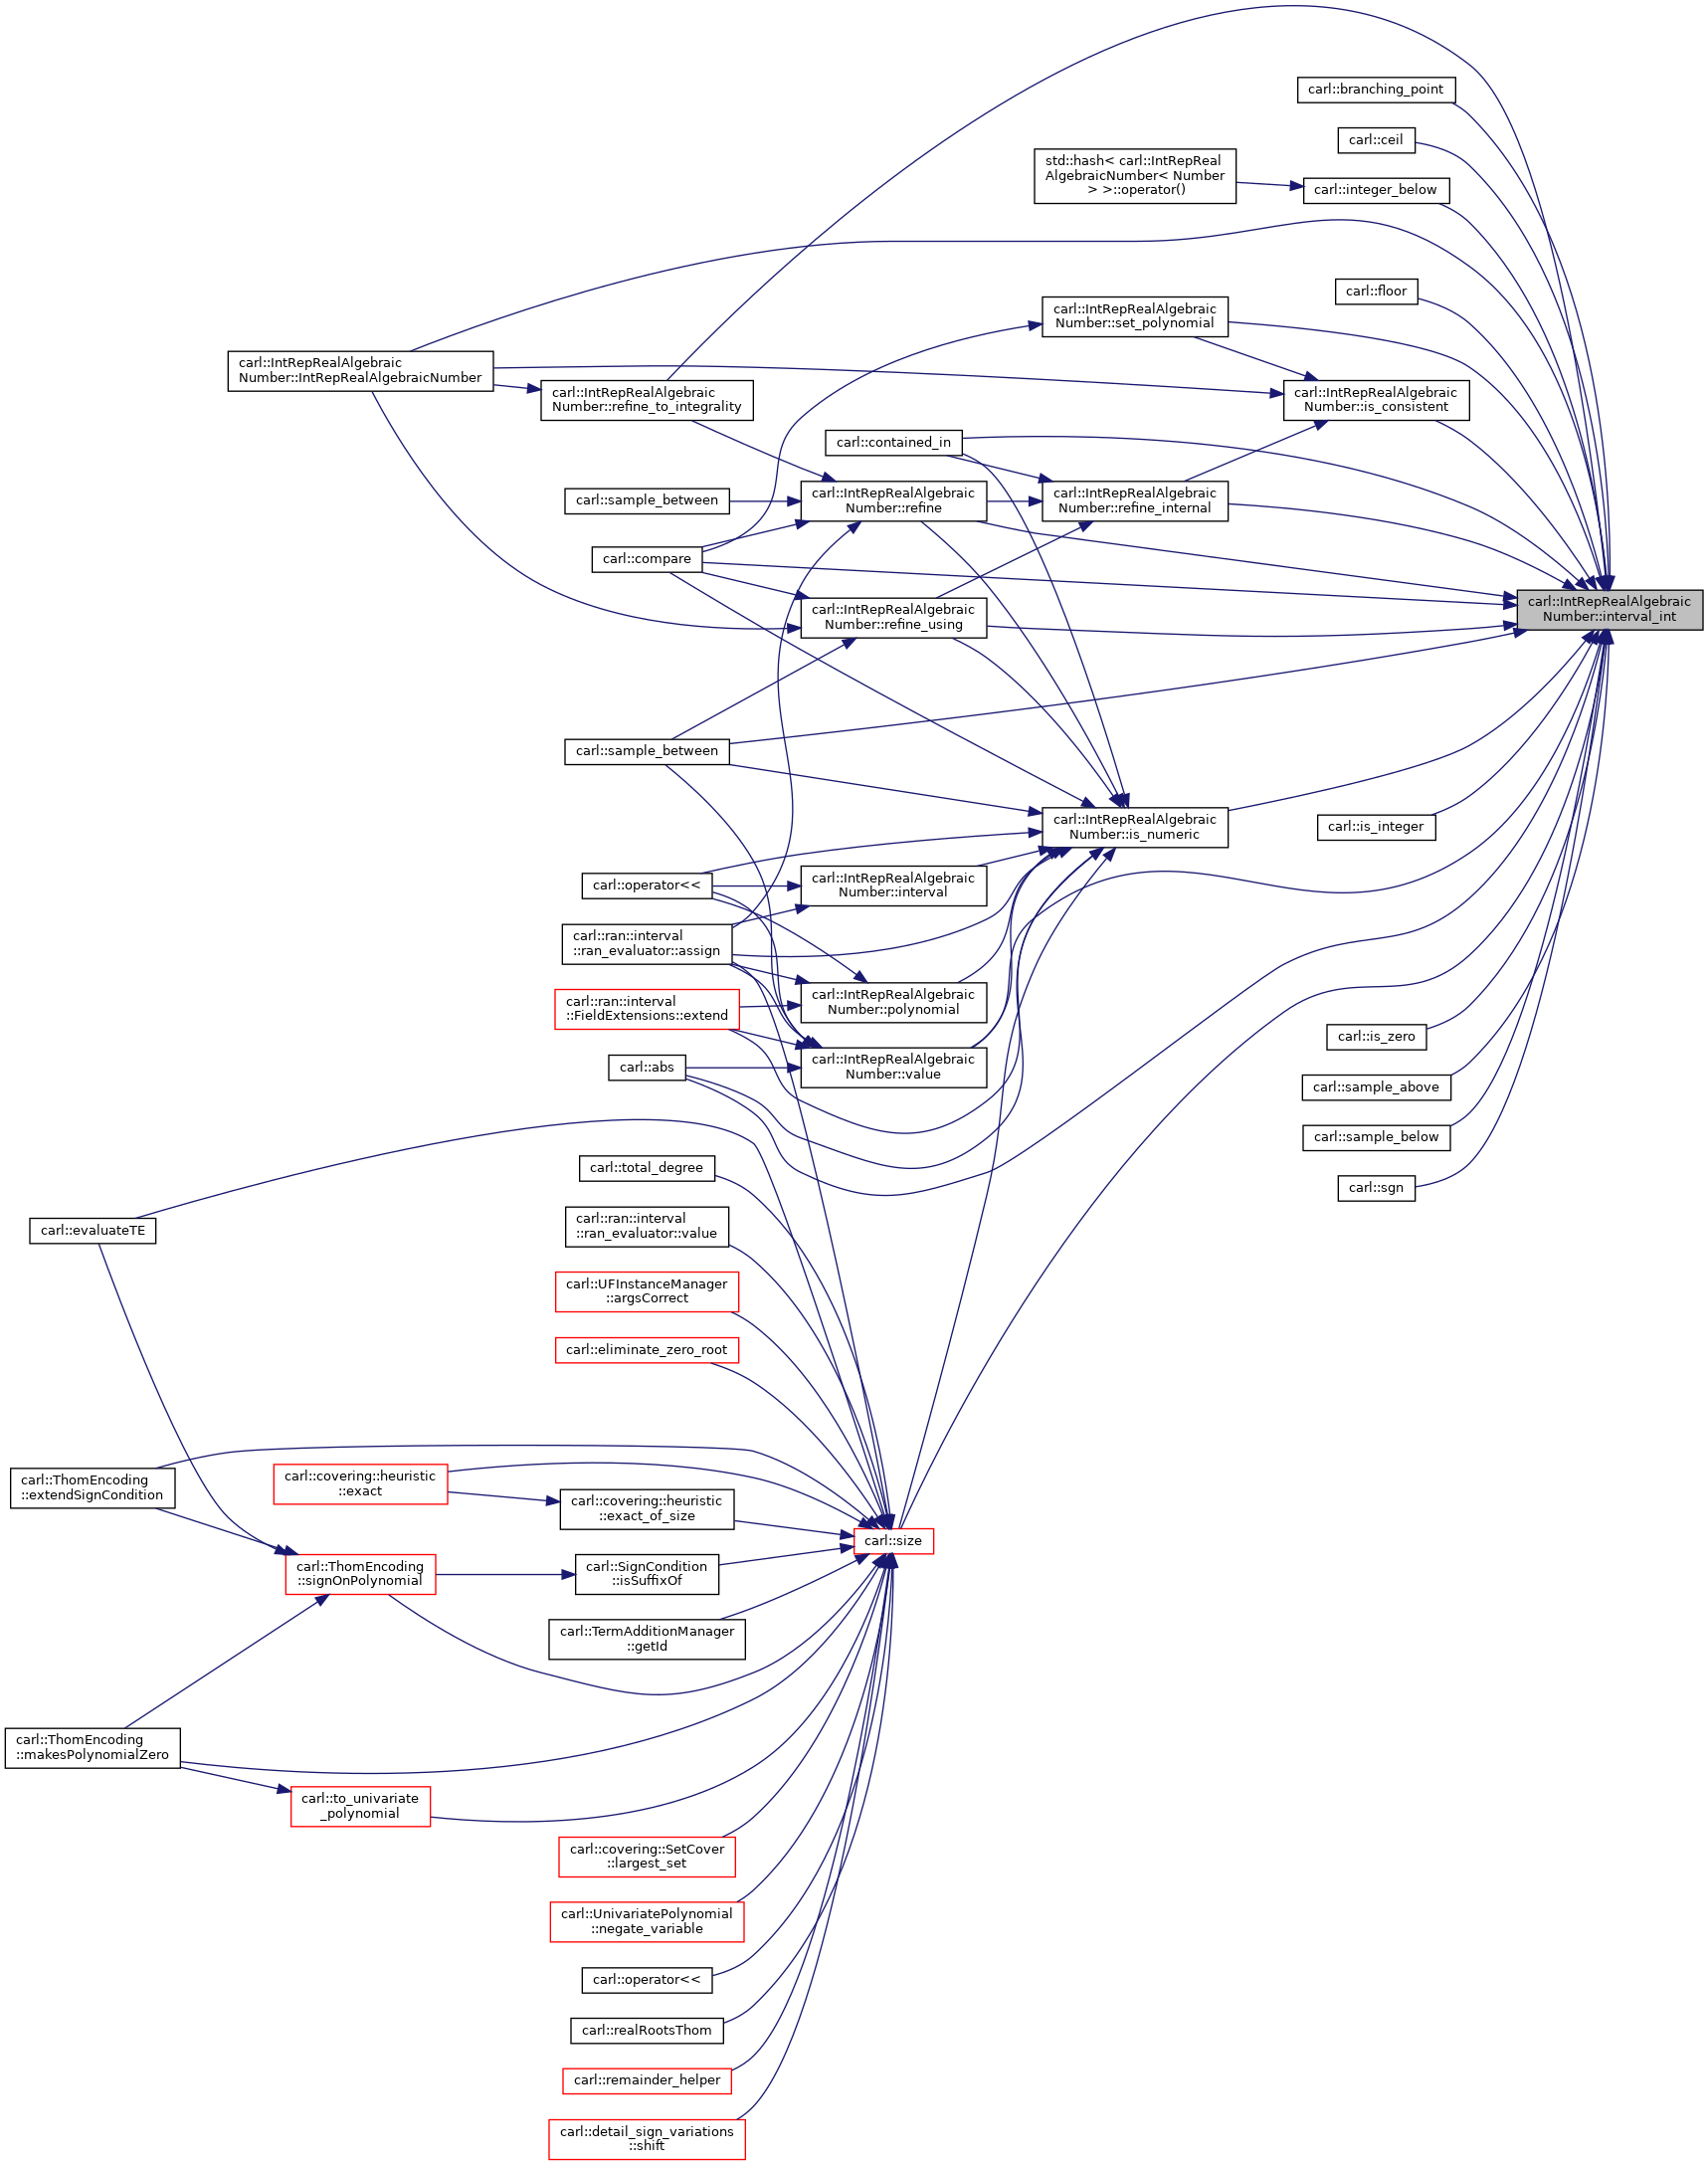 carl::branching_point
carl::ceil
std::hash< carl::IntRepReal
AlgebraicNumber< Number
> >::operator()
carl::integer_below
carl::floor
carl::IntRepRealAlgebraic
Number::set_polynomial
carl::IntRepRealAlgebraic
Number::IntRepRealAlgebraicNumber
carl::IntRepRealAlgebraic
Number::refine_to_integrality
carl::IntRepRealAlgebraic
Number::is_consistent
carl::contained_in
carl::sample_between
carl::IntRepRealAlgebraic
Number::refine
carl::IntRepRealAlgebraic
Number::refine_internal
carl::compare
carl::IntRepRealAlgebraic
Number::refine_using
carl::IntRepRealAlgebraic
Number::interval_int
carl::sample_between
carl::IntRepRealAlgebraic
Number::is_numeric
carl::is_integer
carl::operator<<
carl::IntRepRealAlgebraic
Number::interval
carl::ran::interval
::ran_evaluator::assign
carl::ran::interval
::FieldExtensions::extend
carl::IntRepRealAlgebraic
Number::polynomial
carl::is_zero
carl::abs
carl::IntRepRealAlgebraic
Number::value
carl::sample_above
carl::sample_below
carl::total_degree
carl::sgn
carl::evaluateTE
carl::ran::interval
::ran_evaluator::value
carl::UFInstanceManager
::argsCorrect
carl::eliminate_zero_root
carl::ThomEncoding
::extendSignCondition
carl::covering::heuristic
::exact
carl::covering::heuristic
::exact_of_size
carl::size
carl::ThomEncoding
::signOnPolynomial
carl::SignCondition
::isSuffixOf
carl::TermAdditionManager
::getId
carl::ThomEncoding
::makesPolynomialZero
carl::to_univariate
_polynomial
carl::covering::SetCover
::largest_set
carl::UnivariatePolynomial
::negate_variable
carl::operator<<
carl::realRootsThom
carl::remainder_helper
carl::detail_sign_variations
::shift